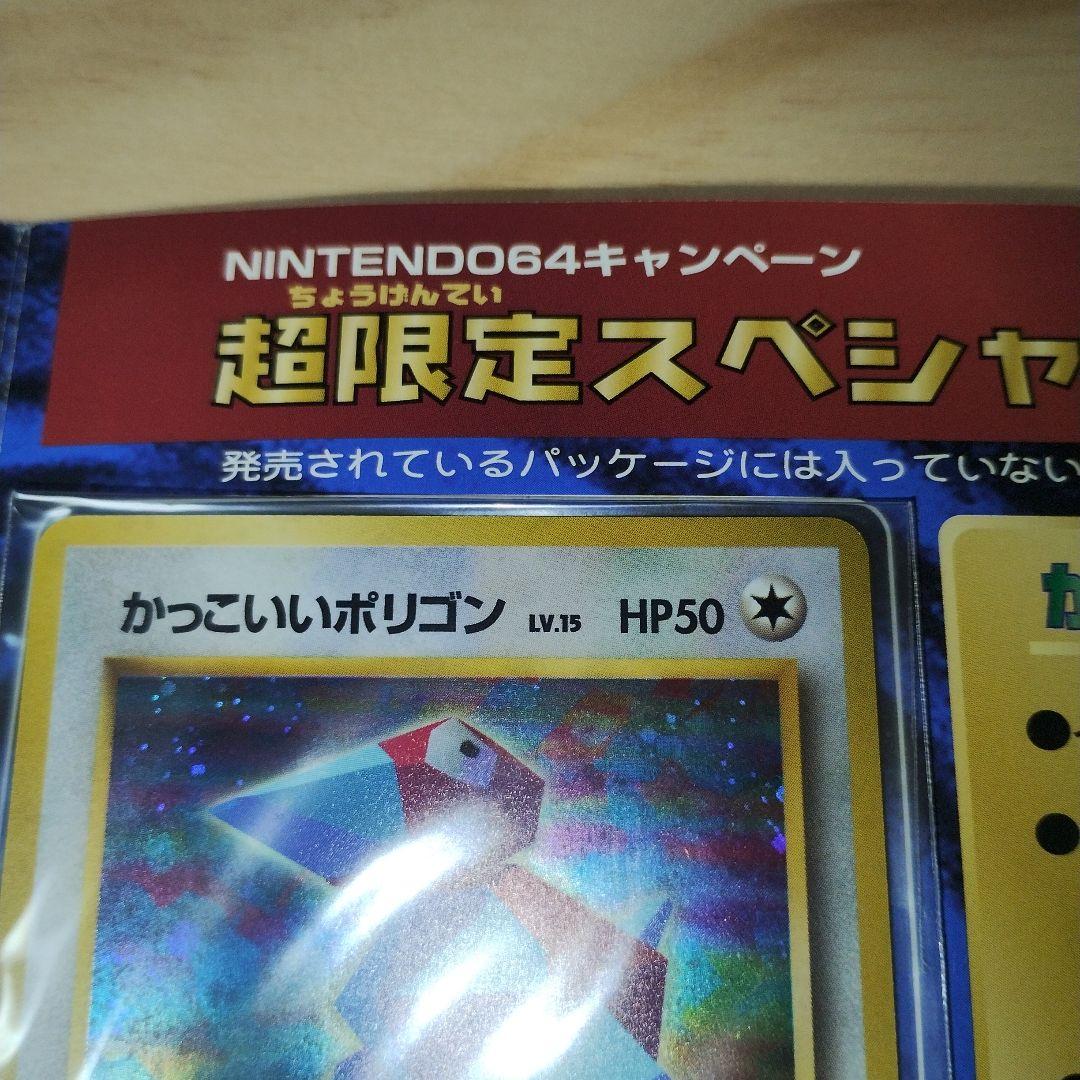 NINTENDO64キャンペーン
ちょうげんてい
超限定スペシャ
発売されているパッケージには入っていない
かっこいいポリゴン LV.15 HP50
か